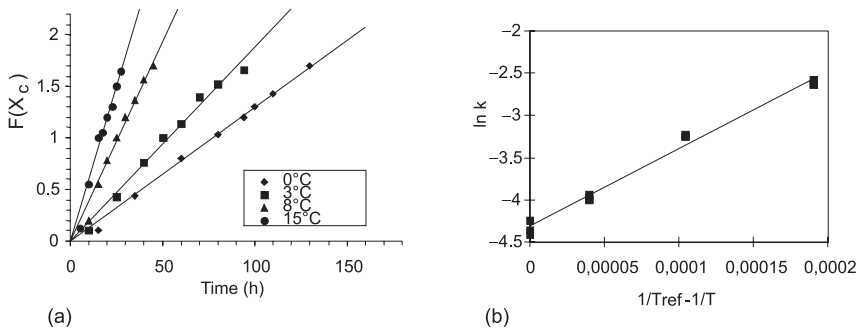 2
1.5
1
0.5
0
F(X_c)
0°C
3°C
8°C
15°C
0 50 100 150
Time (h)
(a)
−2
−2.5
−3
−3.5
−4
−4.5
ln k
0 0,00005 0,0001 0,00015 0,0002
1/Tref-1/T
(b)